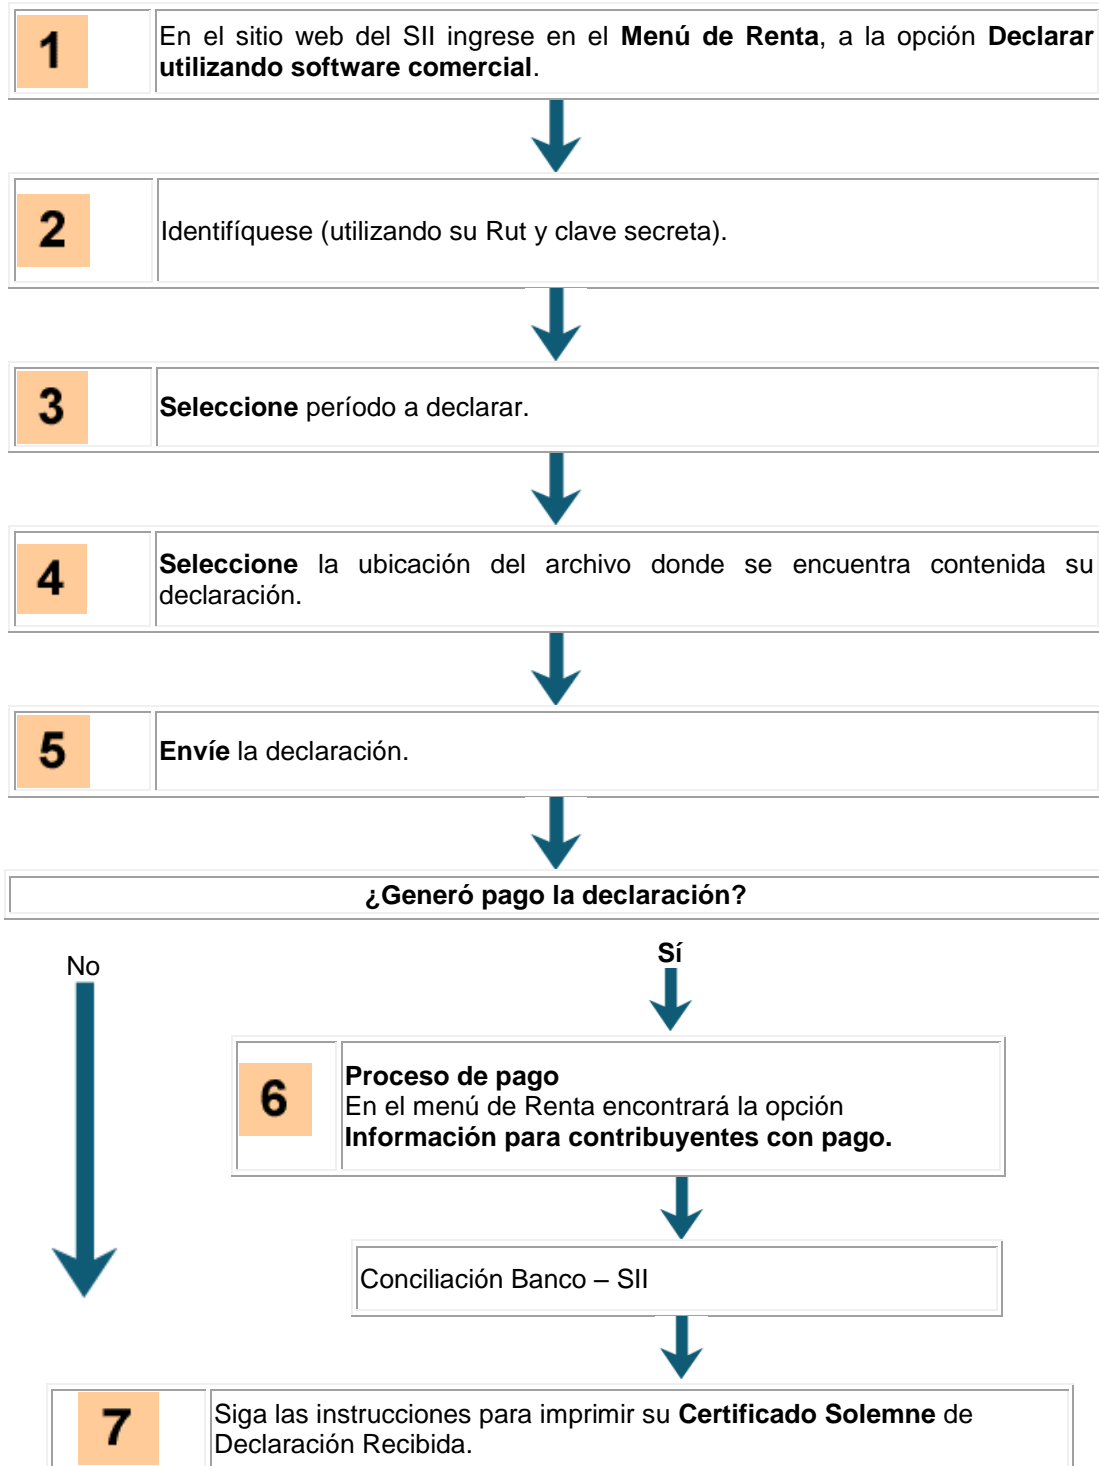 1
En el sitio web del SII ingrese en el Menú de Renta, a la opción Declarar
utilizando software comercial.
2
Identifíquese (utilizando su Rut y clave secreta).
3
Seleccione período a declarar.
4
Seleccione la ubicación del archivo donde se encuentra contenida su
declaración.
5
Envíe la declaración.
¿Generó pago la declaración?
No
Sí
6
Proceso de pago
En el menú de Renta encontrará la opción
Información para contribuyentes con pago.
Conciliación Banco – SII
7
Siga las instrucciones para imprimir su Certificado Solemne de
Declaración Recibida.